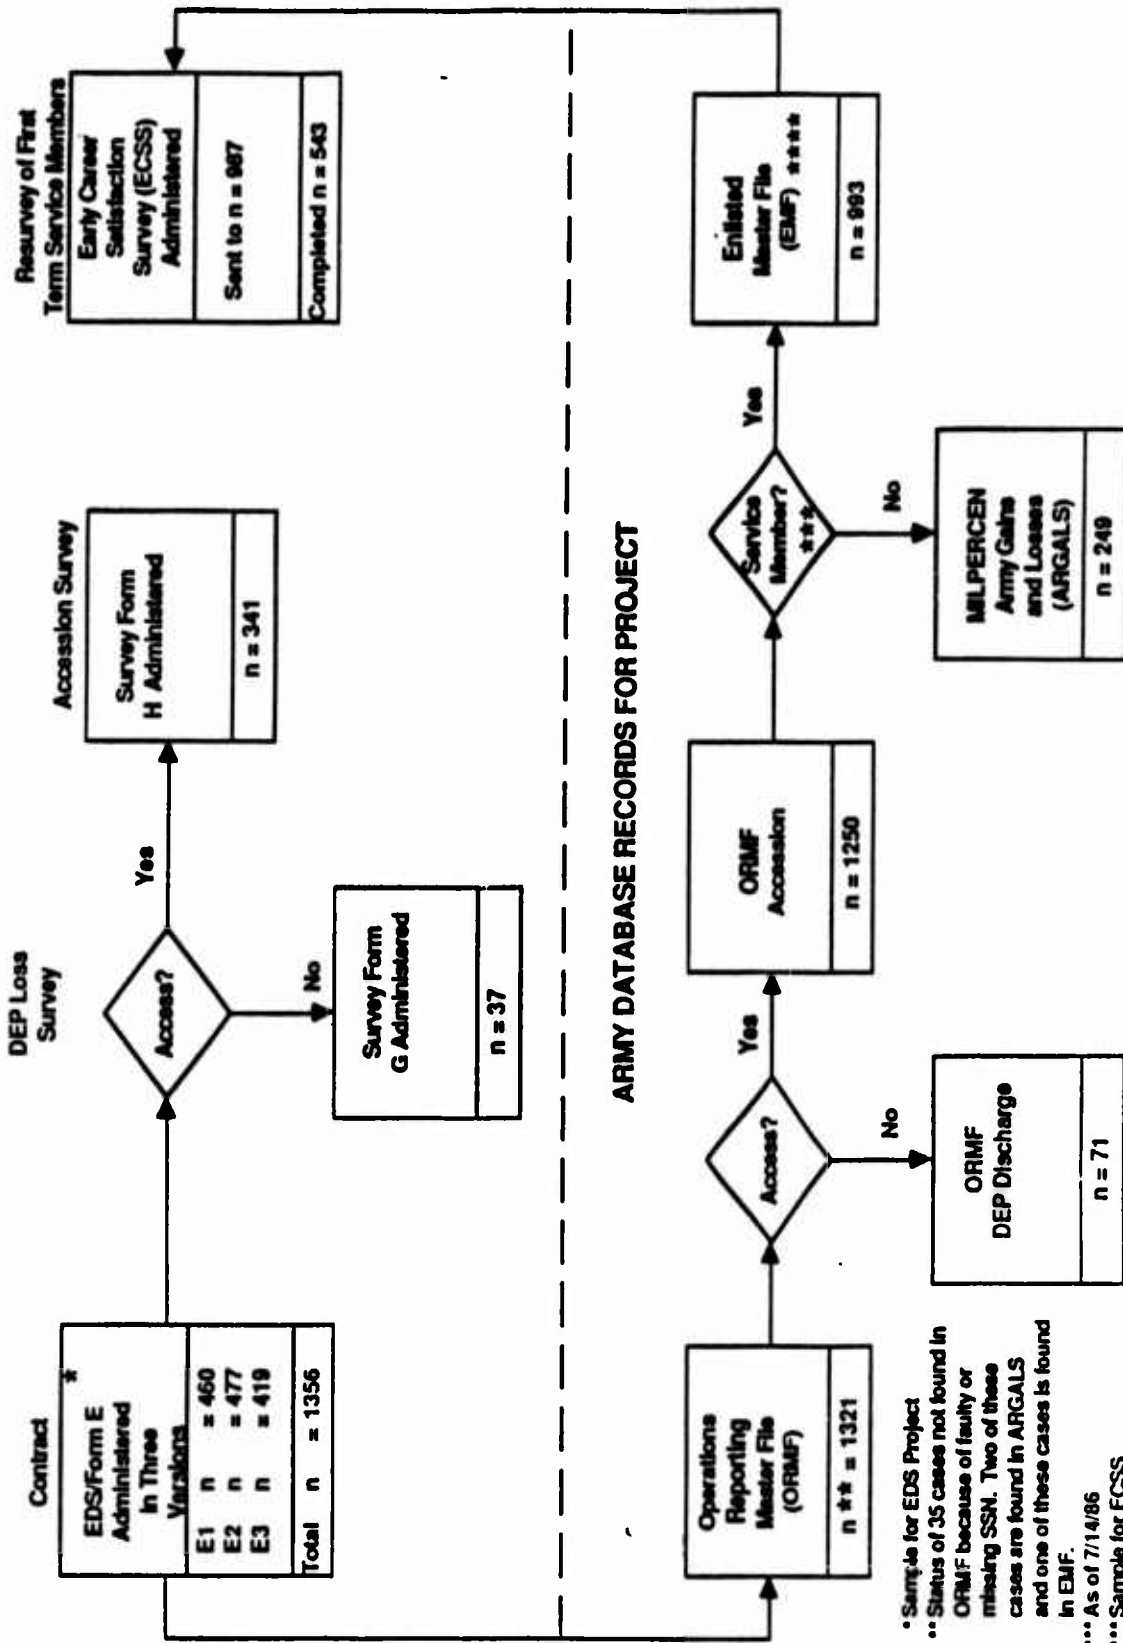 Contract
*
EDS/Form E
Administered
In Three
Versions
E1 n = 460
E2 n = 477
E3 n = 419
Total n = 1356
DEP Loss
Survey
Access?
Yes
No
Survey Form
G Administered
n = 37
Accession Survey
Survey Form
H Administered
n = 341
Resurvey of First
Term Service Members
Early Career
Satisfaction
Survey (ECSS)
Administered
Sent to n = 987
Completed n = 543
ARMY DATABASE RECORDS FOR PROJECT
Operations
Reporting
Master File
(ORMF)
n ** = 1321
Access?
Yes
No
ORMF
DEP Discharge
n = 71
ORMF
Accession
n = 1250
Service
Member?
***
Yes
No
MILPERCEN
Army Gains
and Losses
(ARGALS)
n = 249
Enlisted
Master File
(EMF) ****
n = 993
* Sample for EDS Project
** Status of 35 cases not found in
ORMF because of faulty or
missing SSN. Two of these
cases are found in ARGALS
and one of these cases is found
in EMF.
*** As of 7/14/86
*** Sample for ECSS